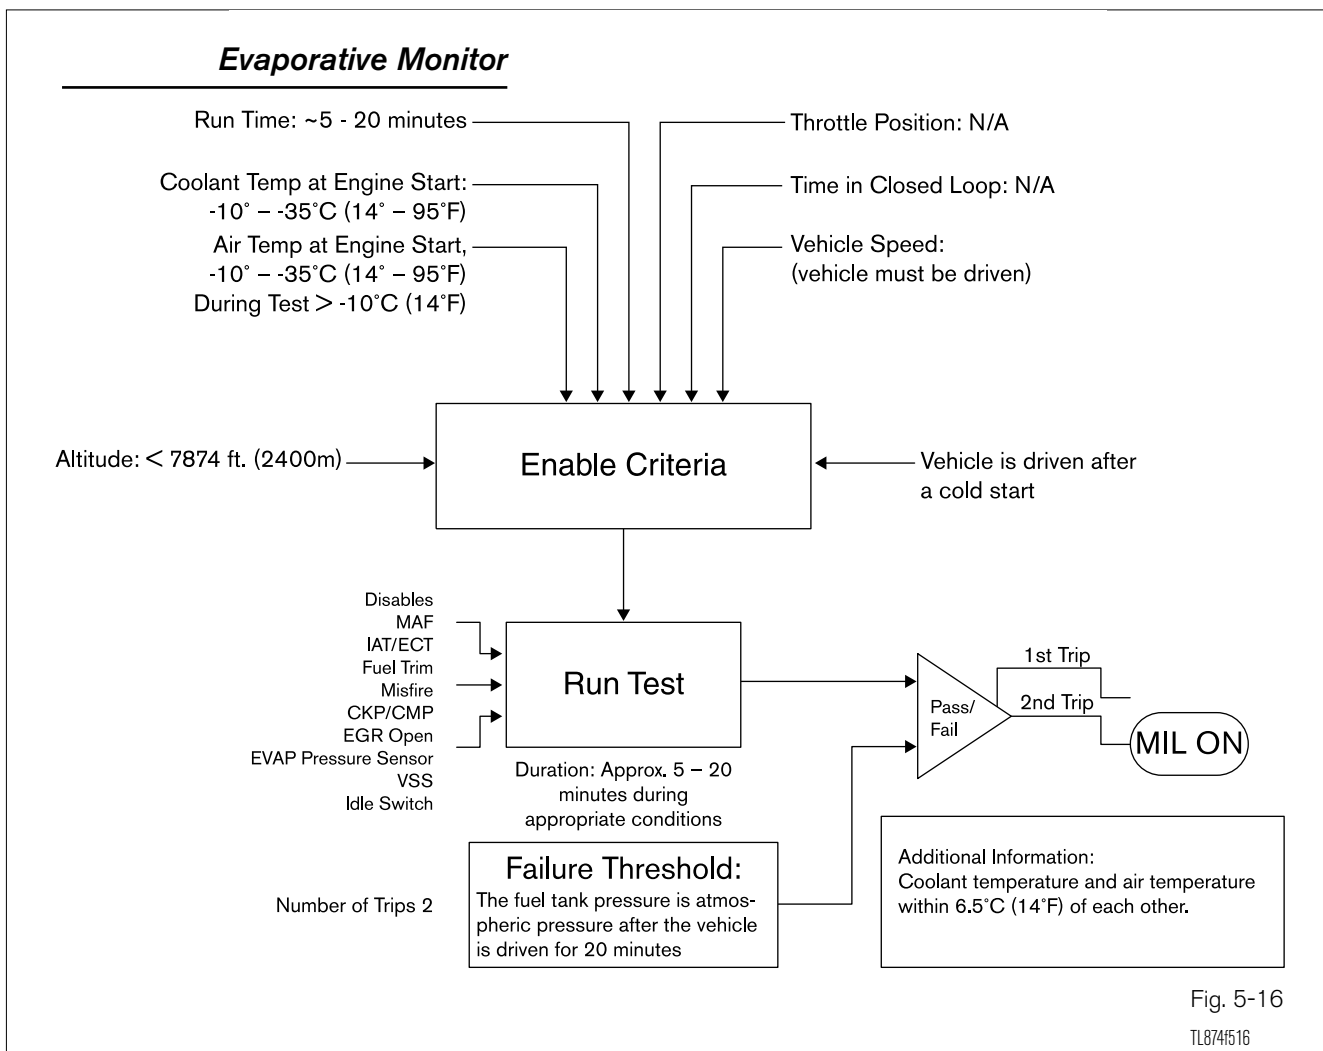 Evaporative Monitor
Run Time: ~5 - 20 minutes
Coolant Temp at Engine Start:
-10° – -35°C (14° – 95°F)
Air Temp at Engine Start,
-10° – -35°C (14° – 95°F)
During Test > -10°C (14°F)
Throttle Position: N/A
Time in Closed Loop: N/A
Vehicle Speed:
(vehicle must be driven)
Altitude: < 7874 ft. (2400m)
Enable Criteria
Vehicle is driven after
a cold start
Disables
MAF
IAT/ECT
Fuel Trim
Misfire
CKP/CMP
EGR Open
EVAP Pressure Sensor
VSS
Idle Switch
Run Test
Duration: Approx. 5 – 20
minutes during
appropriate conditions
Pass/
Fail
1st Trip
2nd Trip
MIL ON
Number of Trips 2
Failure Threshold:
The fuel tank pressure is atmos-
pheric pressure after the vehicle
is driven for 20 minutes
Additional Information:
Coolant temperature and air temperature
within 6.5°C (14°F) of each other.
Fig. 5-16
TL874f516